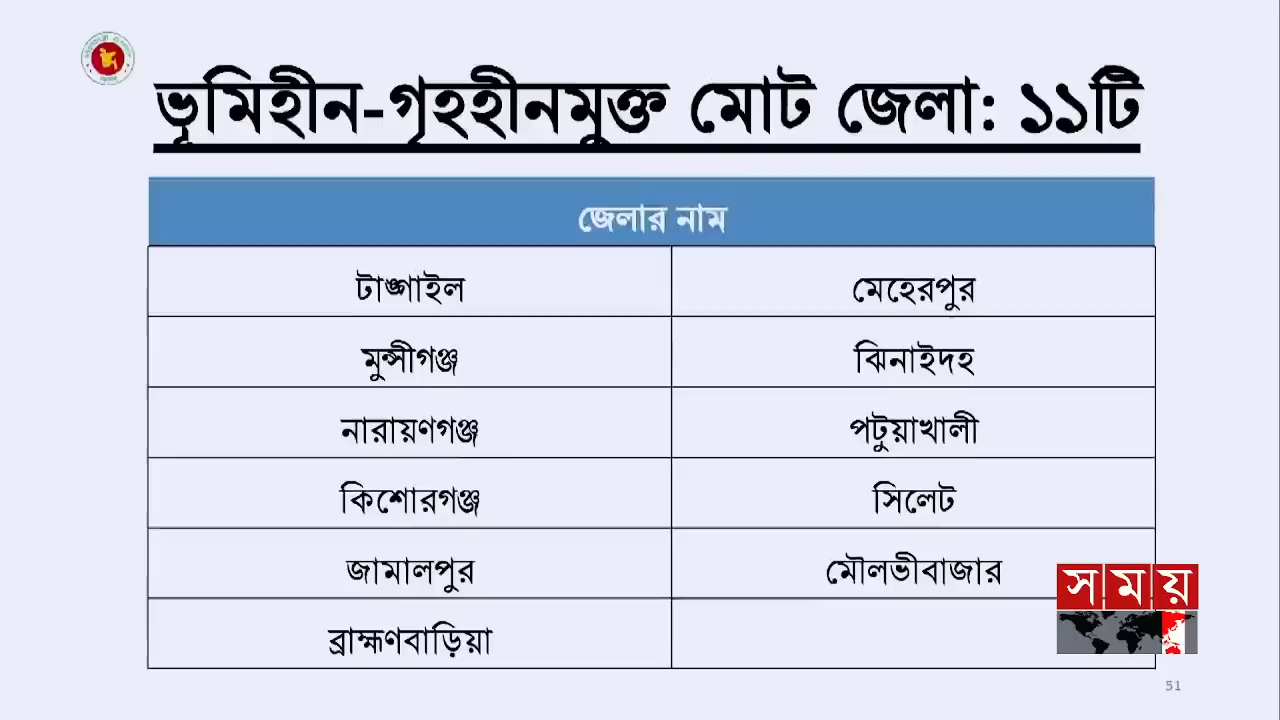 ভূমিহীন-গৃহহীনমুক্ত মোট জেলা: ১১টি
জেলার নাম
টাঙ্গাইল মেহেরপুর
মুন্সীগঞ্জ ঝিনাইদহ
নারায়ণগঞ্জ পটুয়াখালী
কিশোরগঞ্জ সিলেট
জামালপুর মৌলভীবাজার
ব্রাহ্মণবাড়িয়া
সময়
51